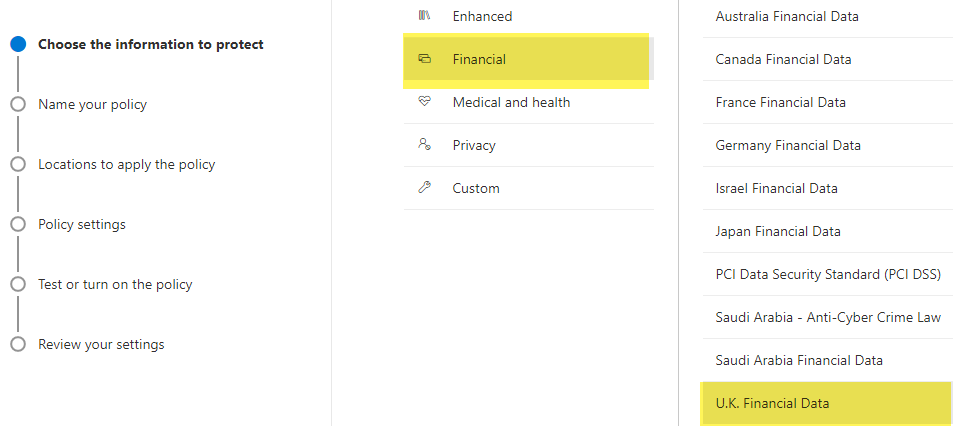 Choose the information to protect
Name your policy
Locations to apply the policy
Policy settings
Test or turn on the policy
Review your settings
Enhanced
Financial
Medical and health
Privacy
Custom
Australia Financial Data
Canada Financial Data
France Financial Data
Germany Financial Data
Israel Financial Data
Japan Financial Data
PCI Data Security Standard (PCI DSS)
Saudi Arabia - Anti-Cyber Crime Law
Saudi Arabia Financial Data
U.K. Financial Data